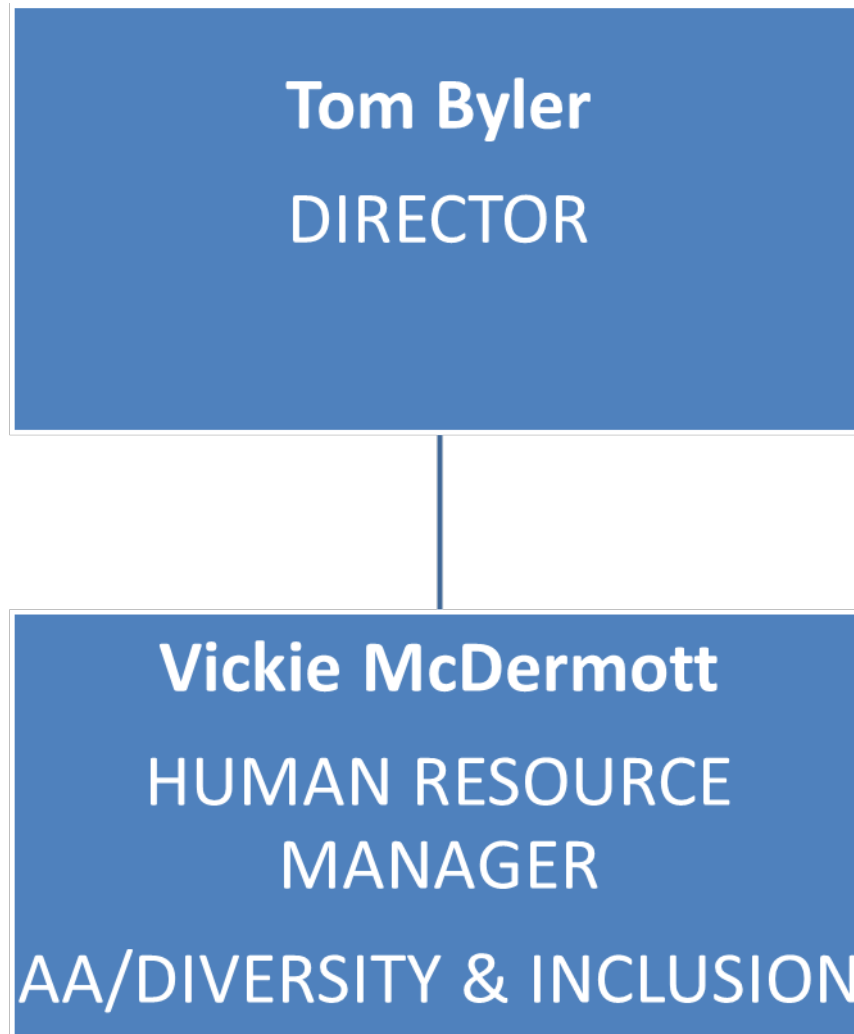 Tom Byler
DIRECTOR
Vickie McDermott
HUMAN RESOURCE
MANAGER
AA/DIVERSITY & INCLUSION